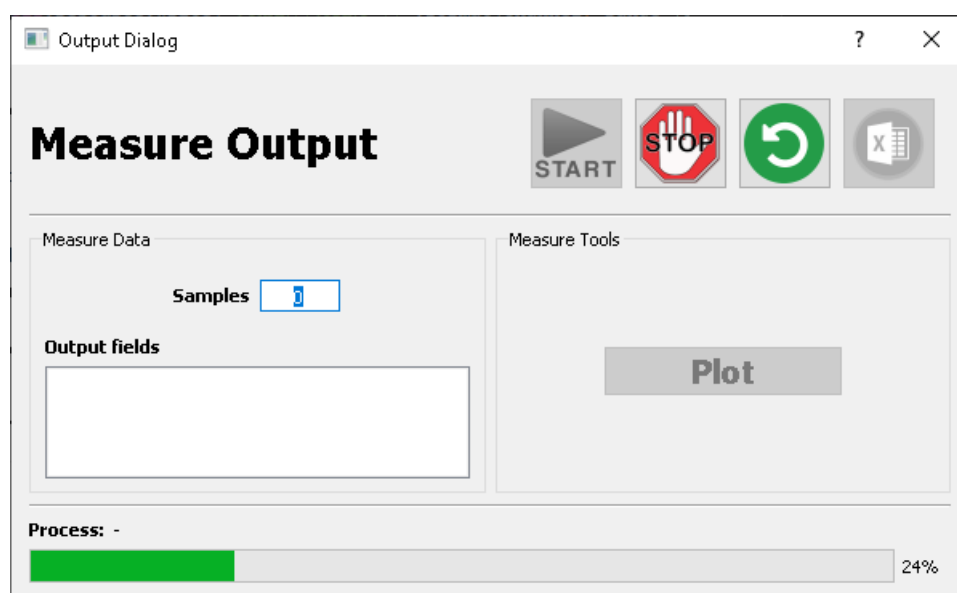 Output Dialog
?
Measure Output
START
STOP
X
Measure Data
Measure Tools
Samples 0
Output fields
Plot
Process: -
24%